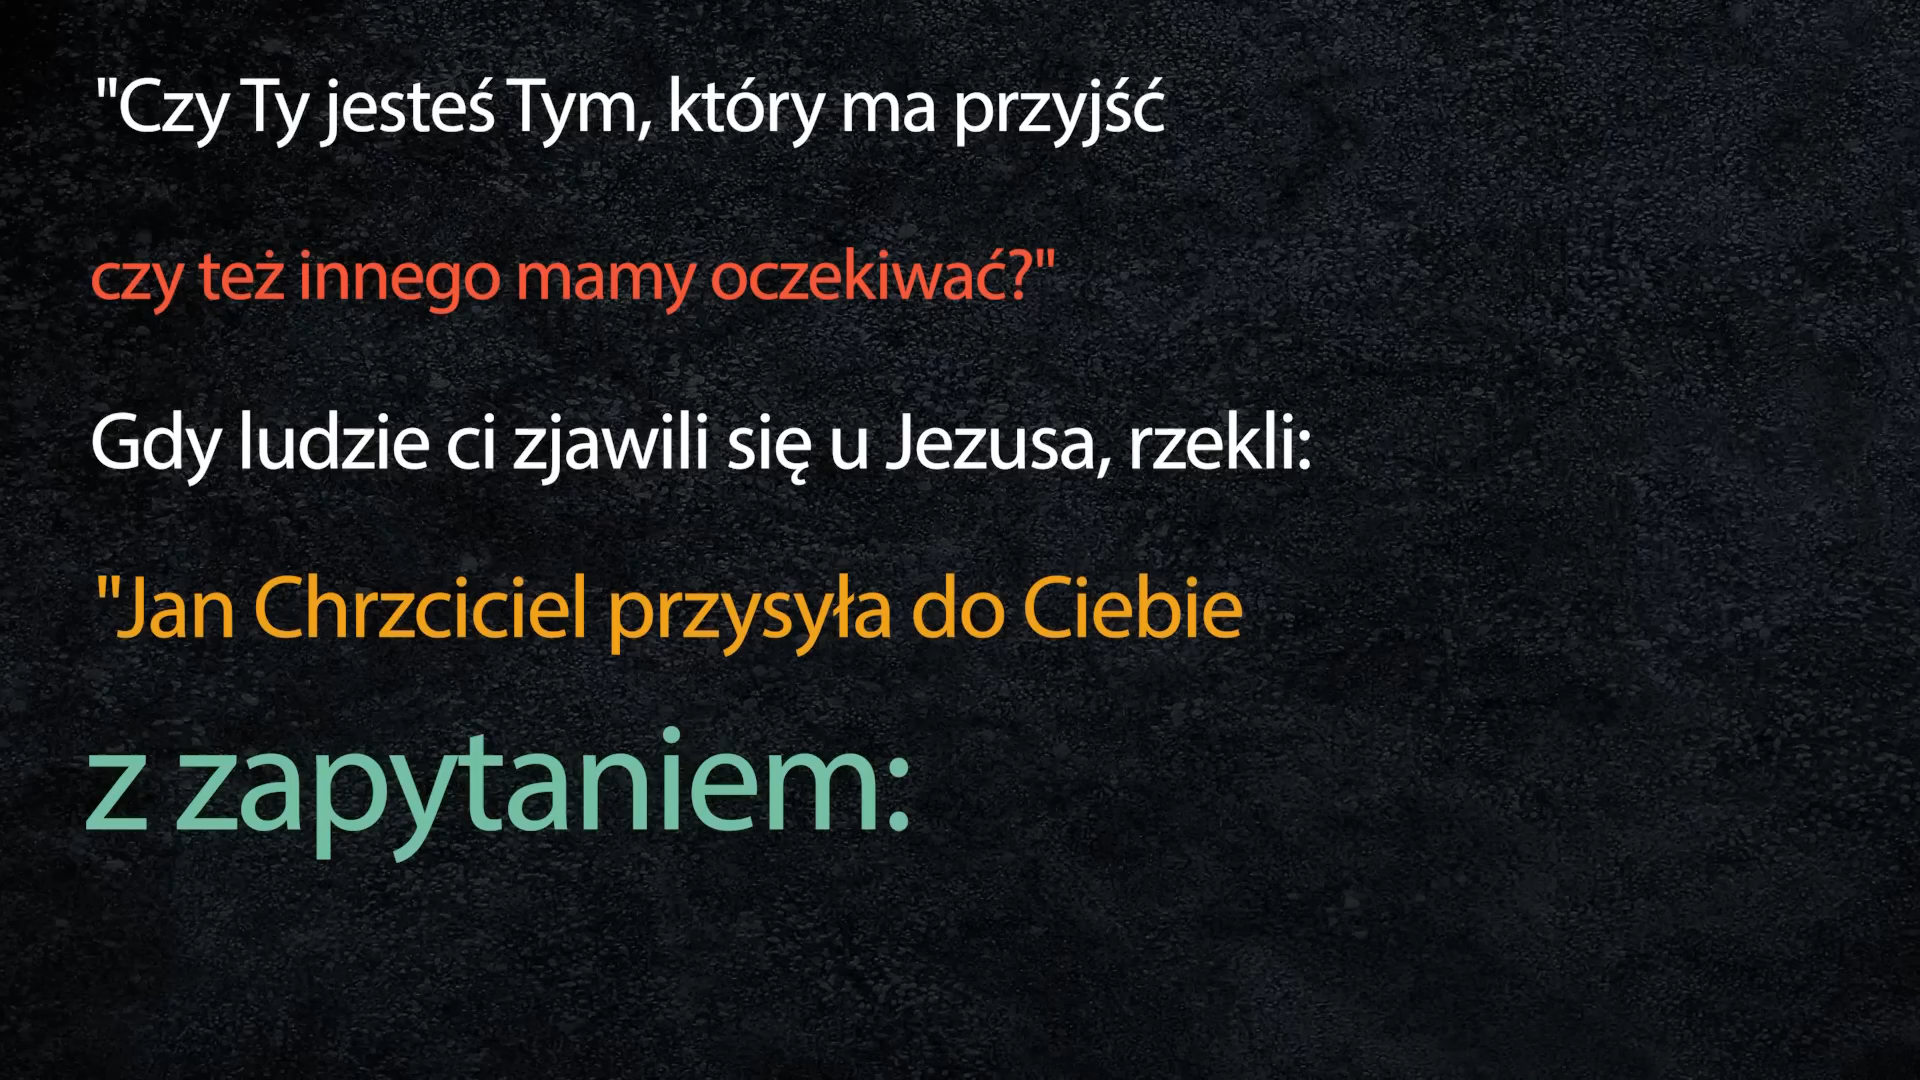 "Czy Ty jesteś Tym, który ma przyjść
czy też innego mamy oczekiwać?"
Gdy ludzie ci zjawili się u Jezusa, rzekli:
"Jan Chrzciciel przysyła do Ciebie
z zapytaniem: